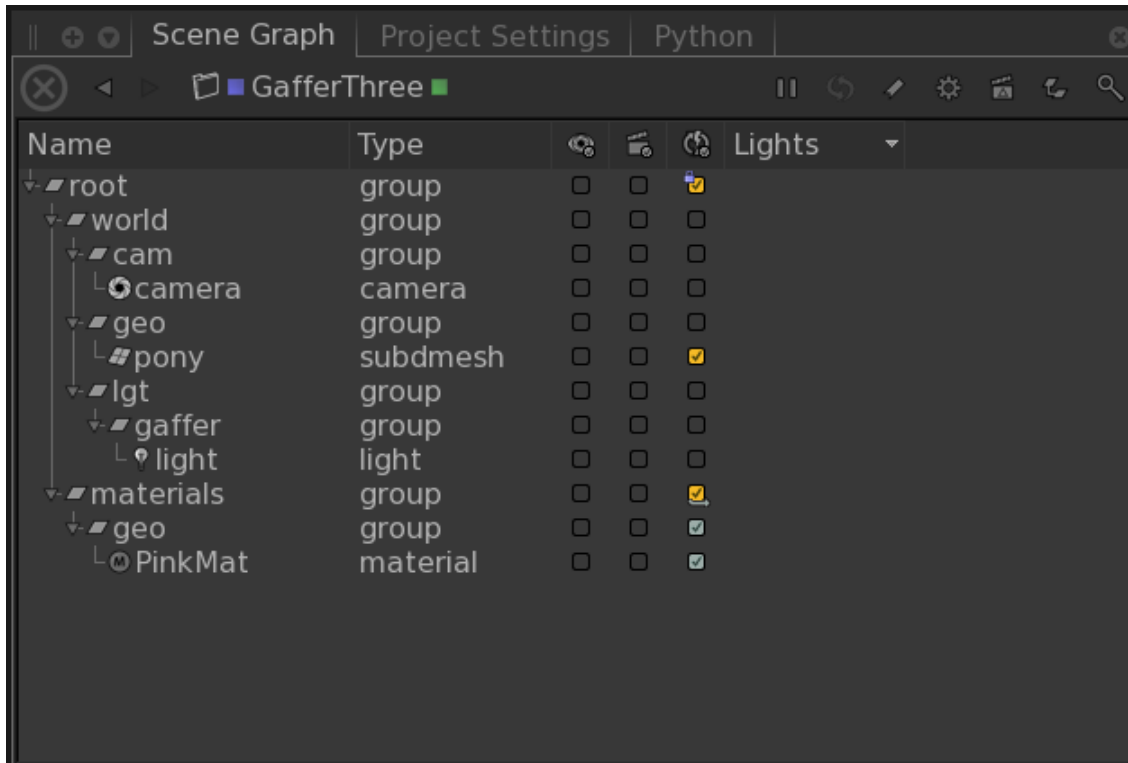 Scene Graph Project Settings Python
GafferThree
Name Type Lights
root group
world group
cam group
camera camera
geo group
pony subdmesh
lgt group
gaffer group
light light
materials group
geo group
PinkMat material